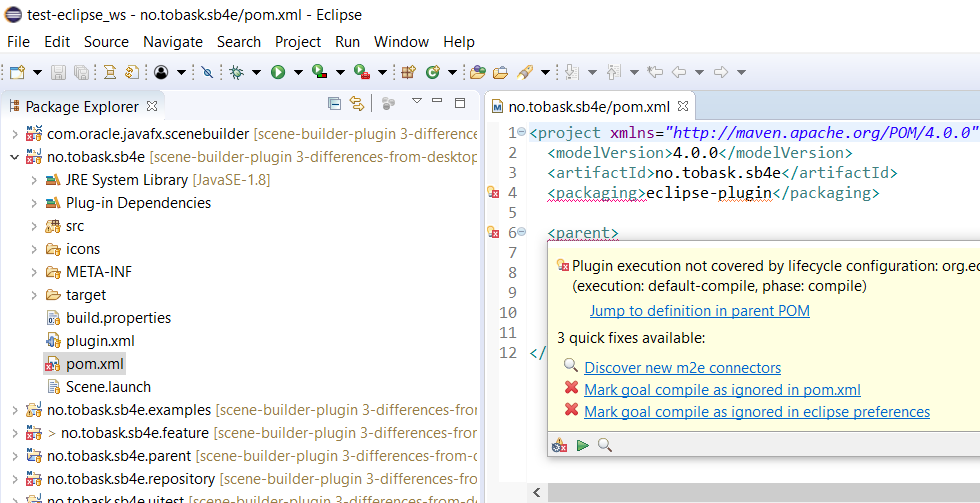 test-eclipse_ws - no.tobask.sb4e/pom.xml - Eclipse
File Edit Source Navigate Search Project Run Window Help
Package Explorer
com.oracle.javafx.scenebuilder [scene-builder-plugin 3-difference
no.tobask.sb4e [scene-builder-plugin 3-differences-from-desktop
JRE System Library [JavaSE-1.8]
Plug-in Dependencies
src
icons
META-INF
target
build.properties
plugin.xml
pom.xml
Scene.launch
no.tobask.sb4e.examples [scene-builder-plugin 3-differences-fro
> no.tobask.sb4e.feature [scene-builder-plugin 3-differences-fro
no.tobask.sb4e.parent [scene-builder-plugin 3-differences-from-d
no.tobask.sb4e.repository [scene-builder-plugin 3-differences-fr
no.tobask.sb4e.uitest [scene-builder-plugin 3-differences-from-de
no.tobask.sb4e/pom.xml
1 <project xmlns="http://maven.apache.org/POM/4.0.0"
2 <modelVersion>4.0.0</modelVersion>
3 <artifactId>no.tobask.sb4e</artifactId>
4 <packaging>eclipse-plugin</packaging>
5
6 <parent>
7
8
9
10
11
12 </
Plugin execution not covered by lifecycle configuration: org.ec
(execution: default-compile, phase: compile)
Jump to definition in parent POM
3 quick fixes available:
Discover new m2e connectors
Mark goal compile as ignored in pom.xml
Mark goal compile as ignored in eclipse preferences